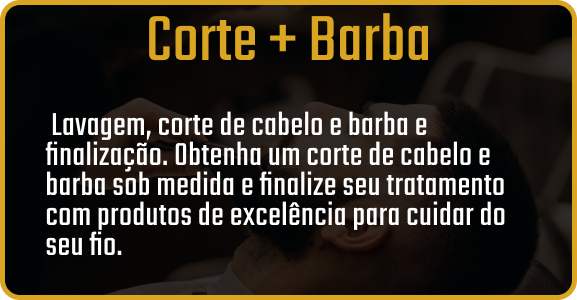 Corte + Barba
Lavagem, corte de cabelo e barba e
finalização. Obtenha um corte de cabelo e
barba sob medida e finalize seu tratamento
com produtos de excelência para cuidar do
seu fio.